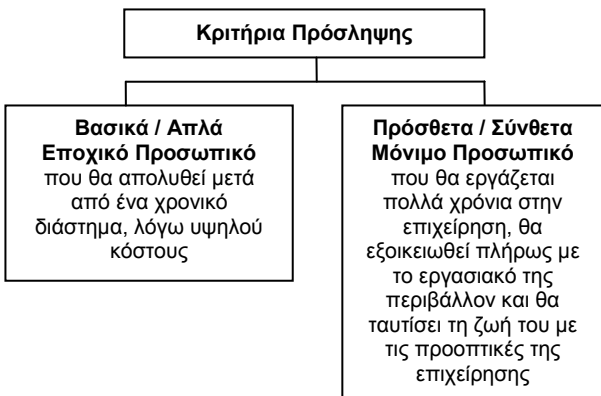 Κριτήρια Πρόσληψης
Βασικά / Απλά
Εποχικό Προσωπικό
που θα απολυθεί μετά
από ένα χρονικό
διάστημα, λόγω υψηλού
κόστους
Πρόσθετα / Σύνθετα
Μόνιμο Προσωπικό
που θα εργάζεται
πολλά χρόνια στην
επιχείρηση, θα
εξοικειωθεί πλήρως με
το εργασιακό της
περιβάλλον και θα
ταυτίσει τη ζωή του με
τις προοπτικές της
επιχείρησης